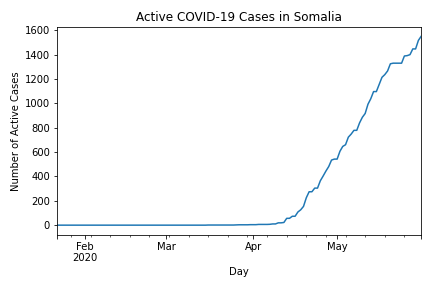 Active COVID-19 Cases in Somalia
1600
1400
1200
1000
800
600
400
200
0
Number of Active Cases
Feb
2020
Mar
Apr
May
Day